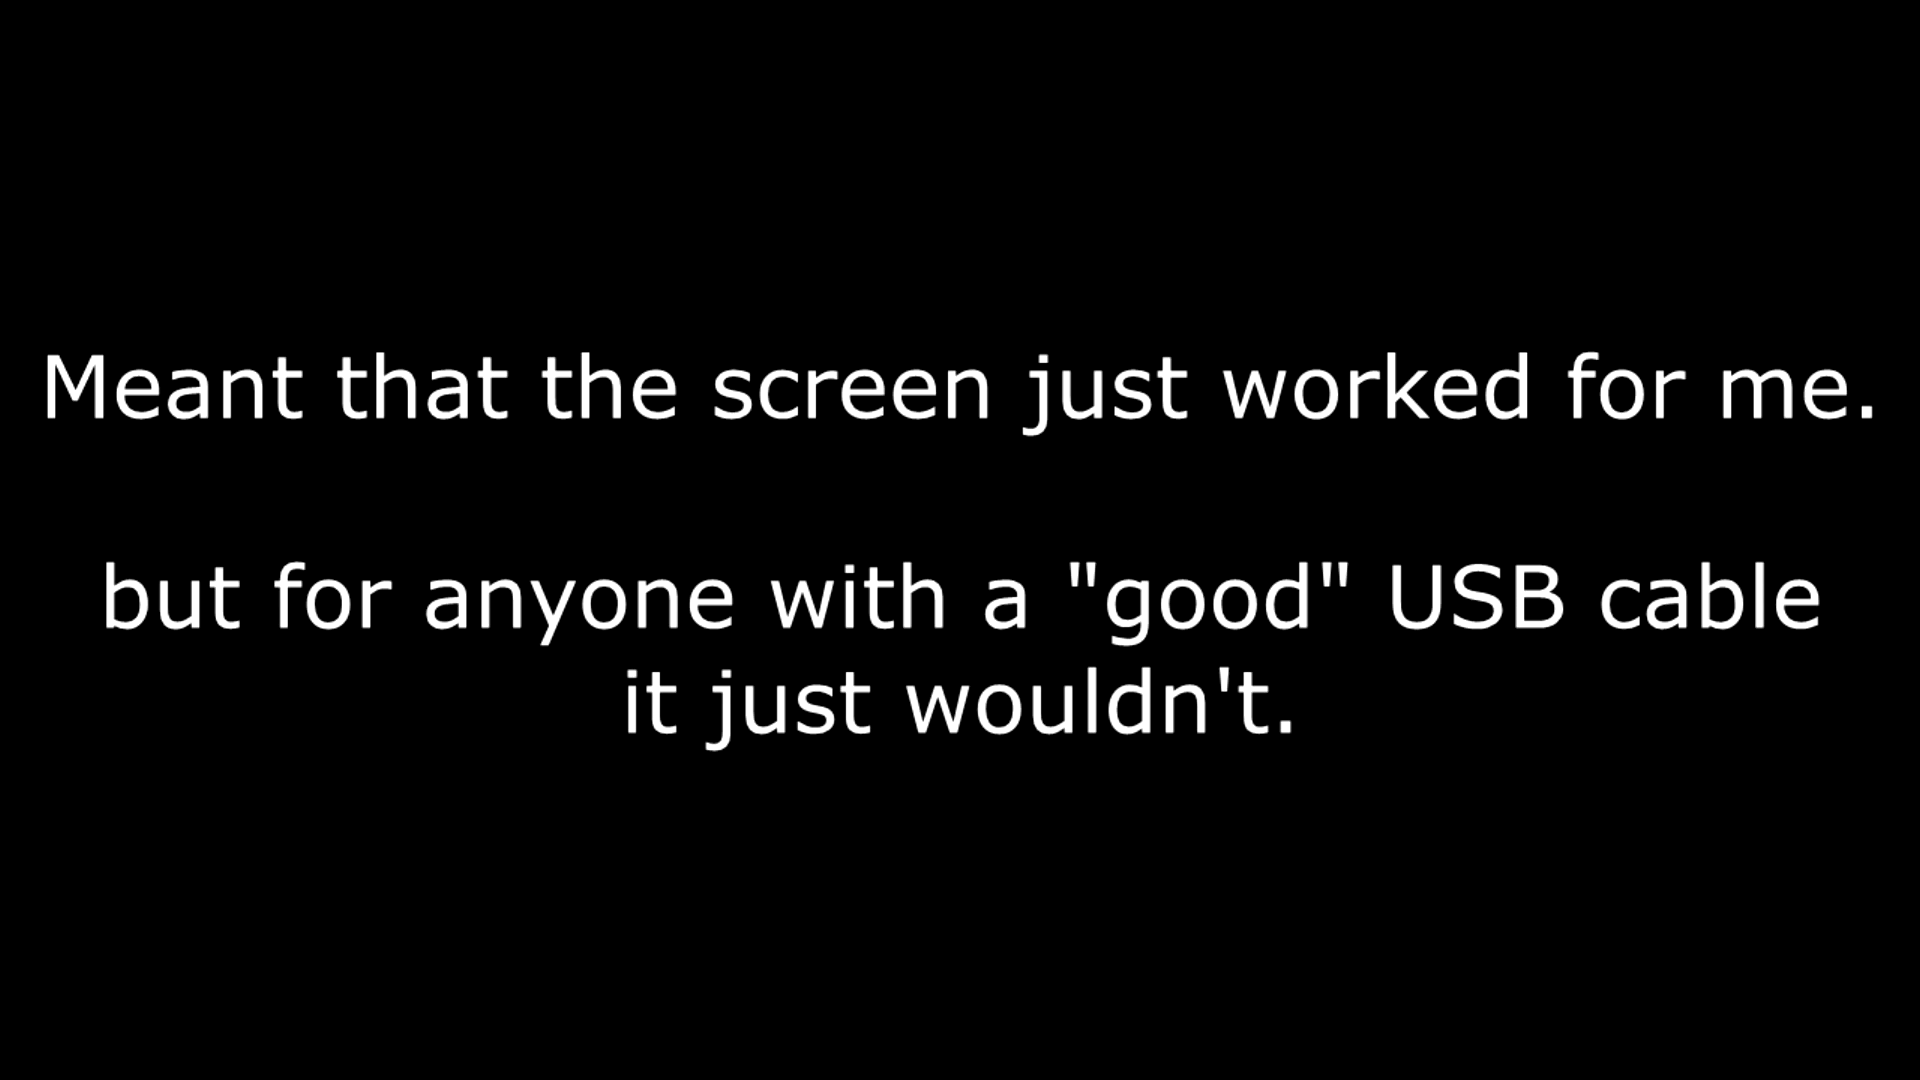 Meant that the screen just worked for me.
but for anyone with a "good" USB cable
it just wouldn't.